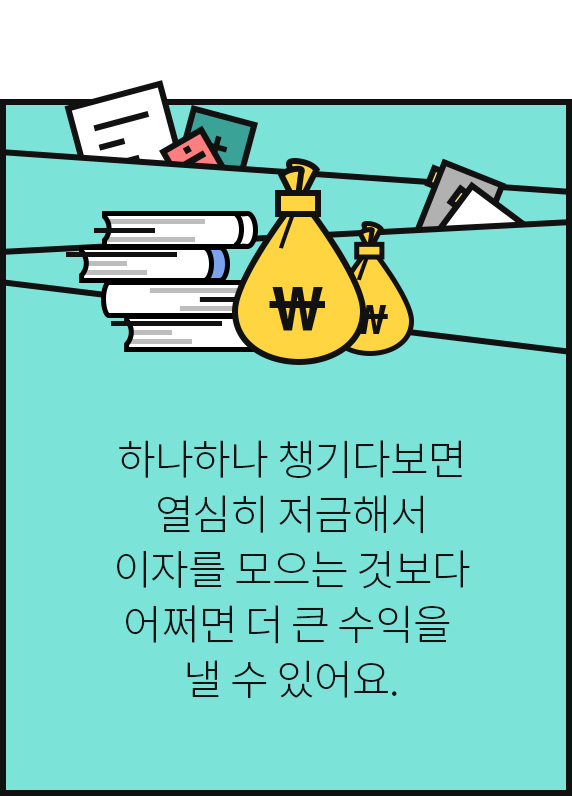 ₩
₩
하나하나 챙기다보면
열심히 저금해서
이자를 모으는 것보다
어쩌면 더 큰 수익을
낼 수 있어요.